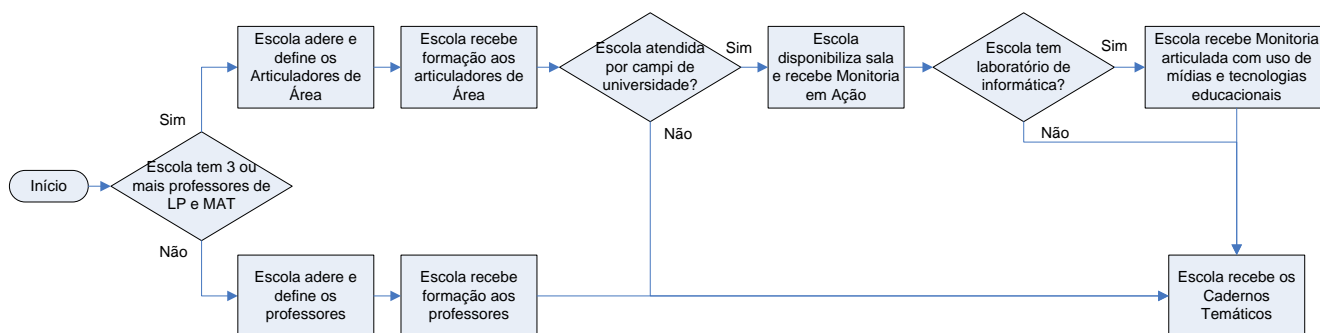 Início
Escola tem 3 ou
mais professores de
LP e MAT
Sim
Escola adere e
define os
Articuladores de
Área
Escola recebe
formação aos
articuladores de
Área
Escola atendida
por campi de
universidade?
Sim
Escola
disponibiliza sala
e recebe Monitoria
em Ação
Escola tem
laboratório de
informática?
Sim
Escola recebe Monitoria
articulada com uso de
mídias e tecnologias
educacionais
Não
Não
Não
Escola adere e
define os
professores
Escola recebe
formação aos
professores
Escola recebe os
Cadernos
Temáticos